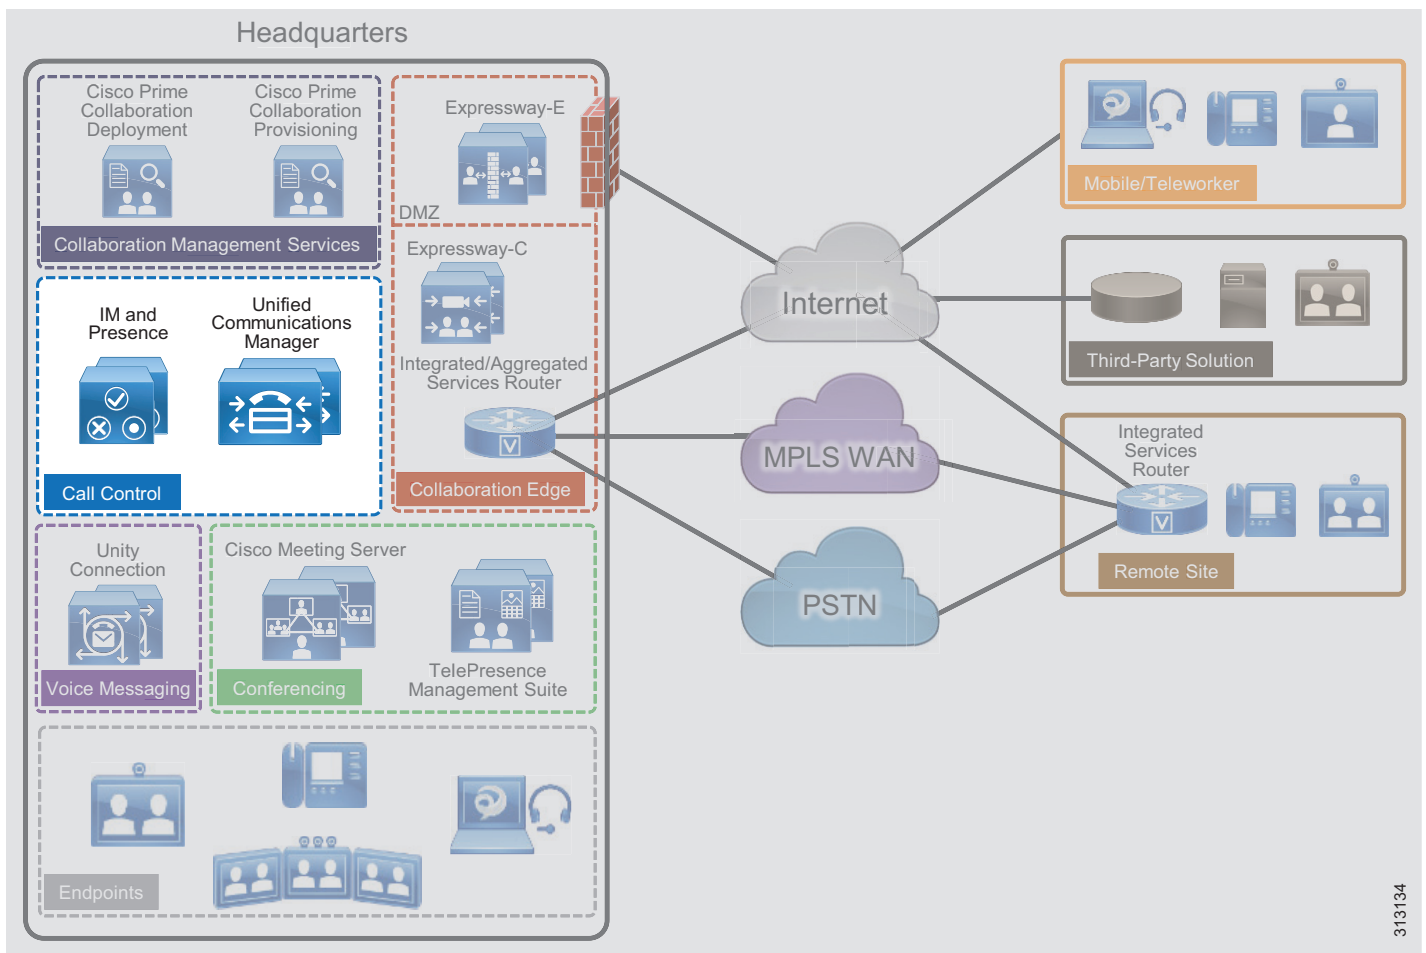 Headquarters
Cisco Prime
Collaboration
Deployment
Cisco Prime
Collaboration
Provisioning
Collaboration Management Services
Expressway-E
DMZ
Expressway-C
Integrated/Aggregated
Services Router
V
Collaboration Edge
IM and
Presence
Unified
Communications
Manager
Call Control
Unity
Connection
Voice Messaging
Cisco Meeting Server
Conferencing
TelePresence
Management Suite
Endpoints
Internet
MPLS WAN
PSTN
Mobile/Teleworker
Third-Party Solution
Integrated
Services
Router
V
Remote Site
313134